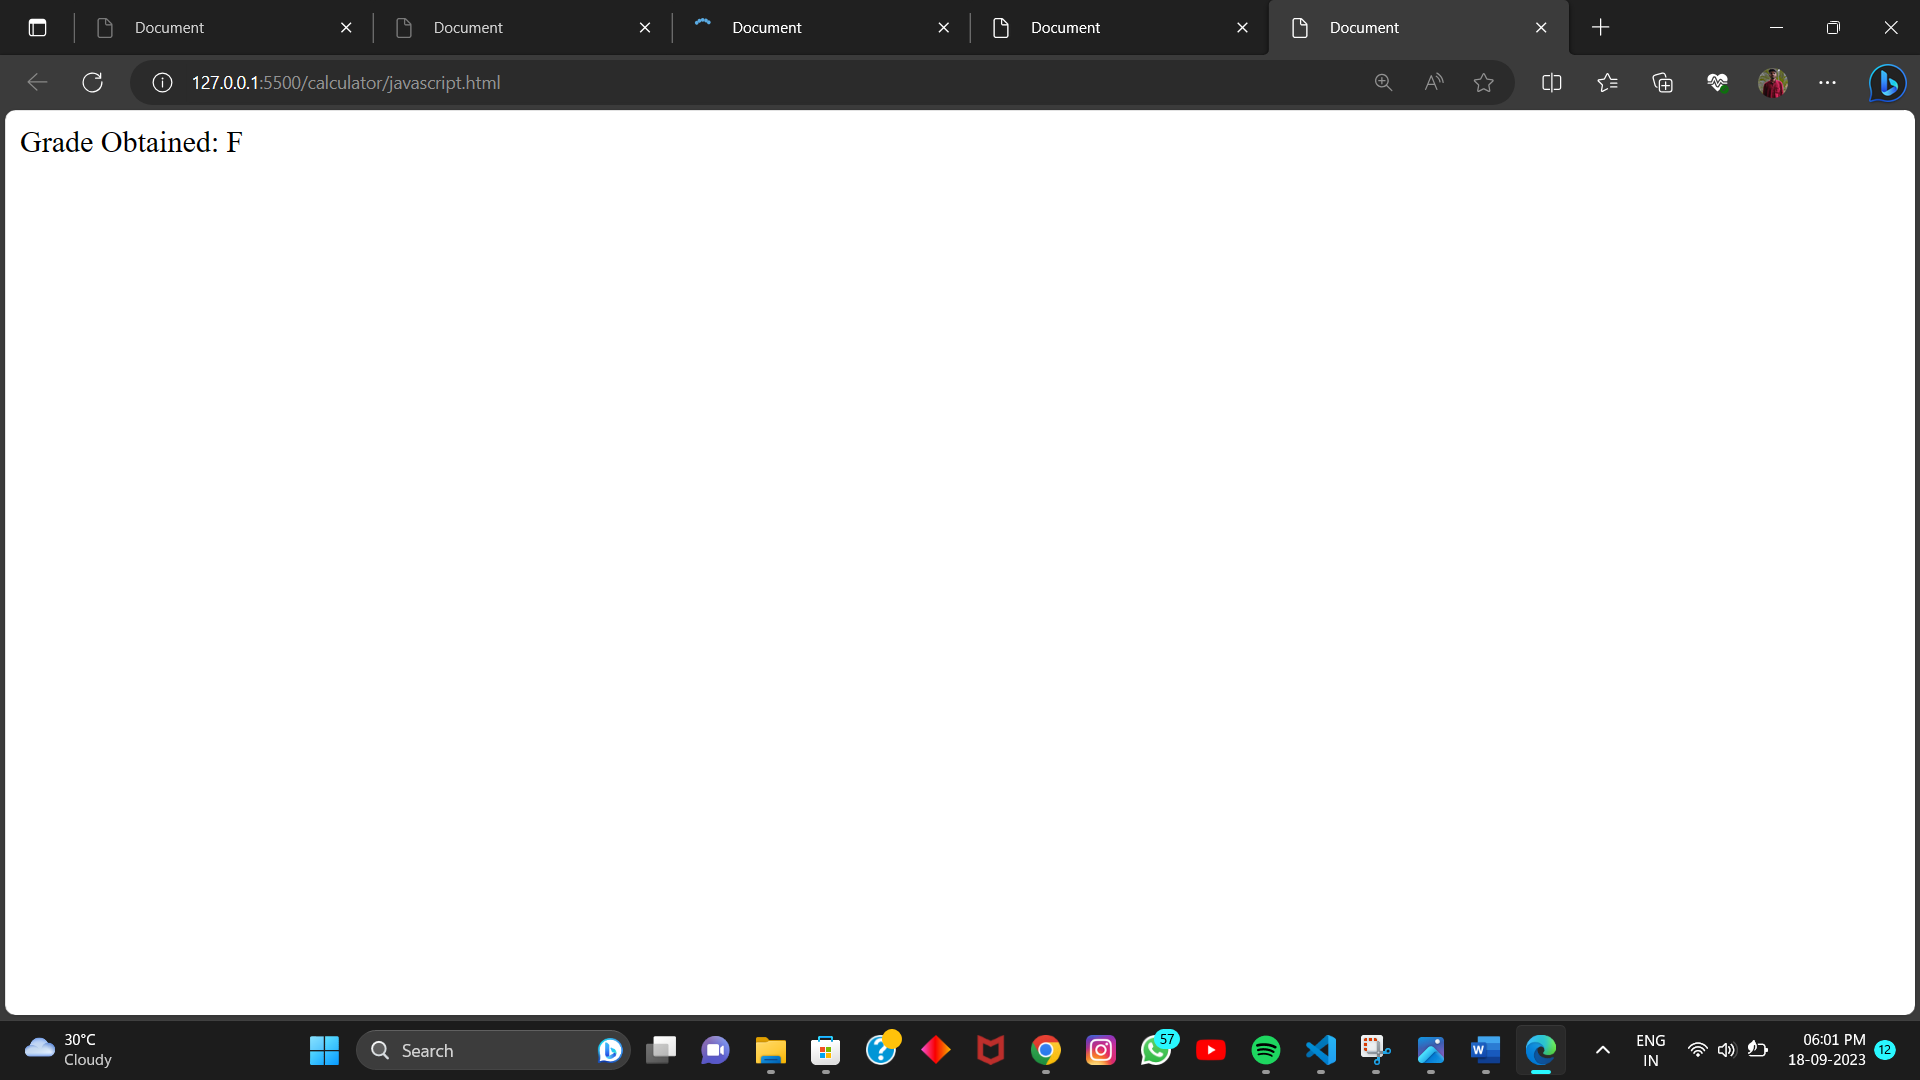 Document Document Document Document Document
127.0.0.1:5500/calculator/javascript.html
Grade Obtained: F
30°C
Cloudy
Search
57
ENG
IN
06:01 PM
18-09-2023
12